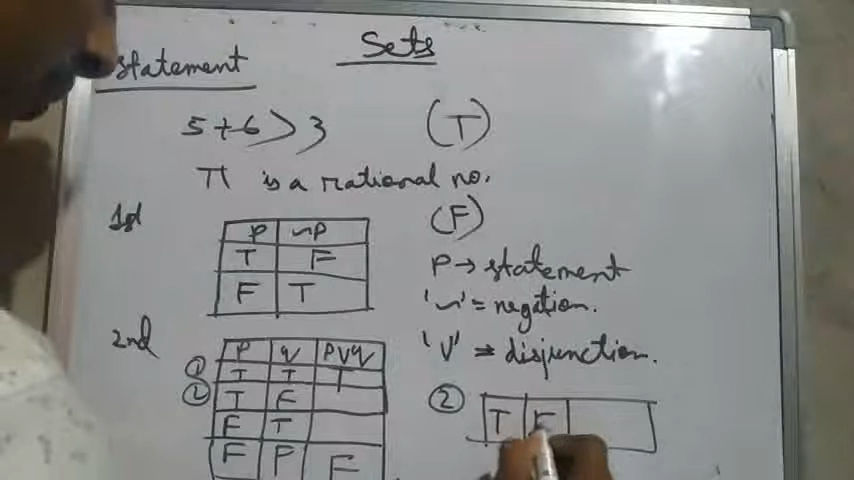 Sets
statement
5+6>3 (T)
π is a rational no.
(F)
1st
P ~P
T F
F T
P → statement
'~' = negation.
'V' ⇒ disjunction.
2nd
P q PVq
① T T T
② T F
F T
F P F
② T F